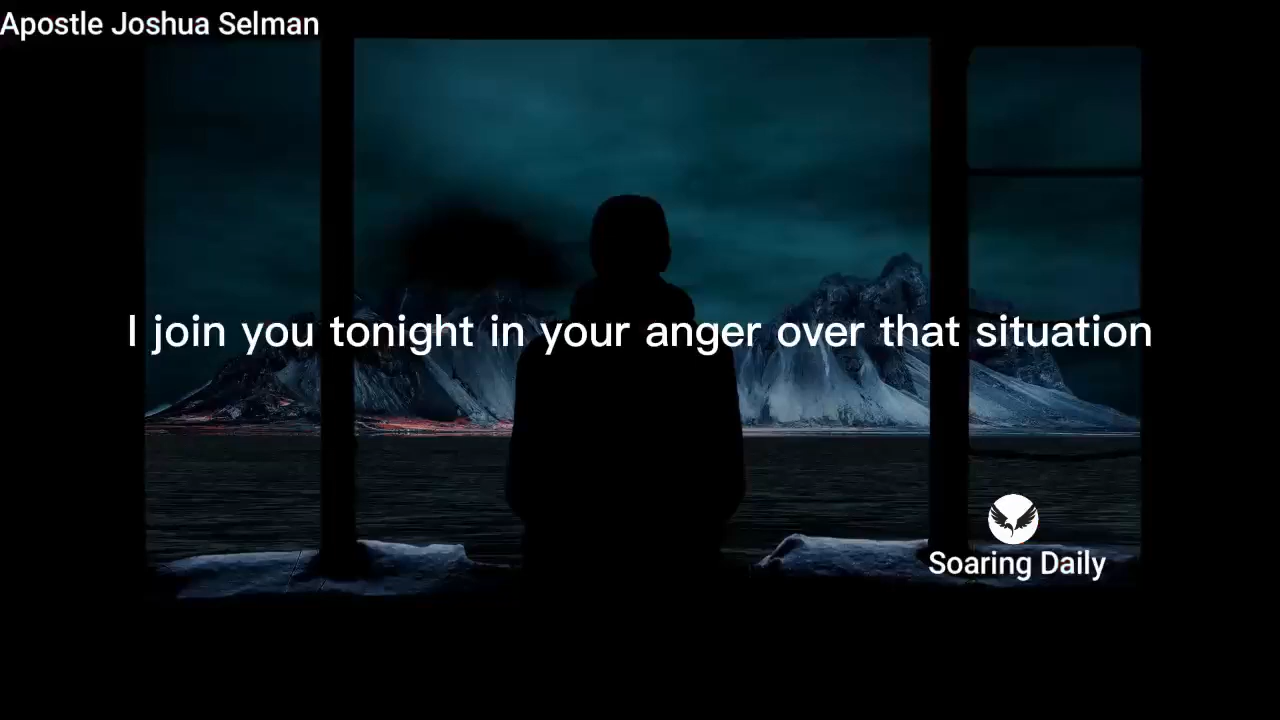 Apostle Joshua Selman
I join you tonight in your anger over that situation
Soaring Daily